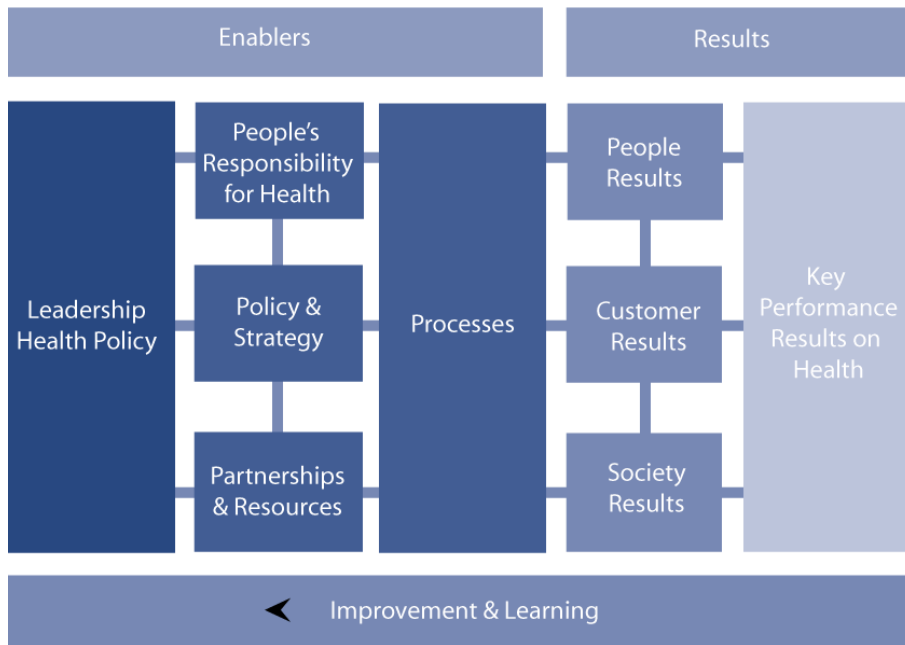 Enablers
Results
Leadership
Health Policy
People’s
Responsibility
for Health
Policy &
Strategy
Partnerships
& Resources
Processes
People
Results
Customer
Results
Society
Results
Key
Performance
Results on
Health
Improvement & Learning